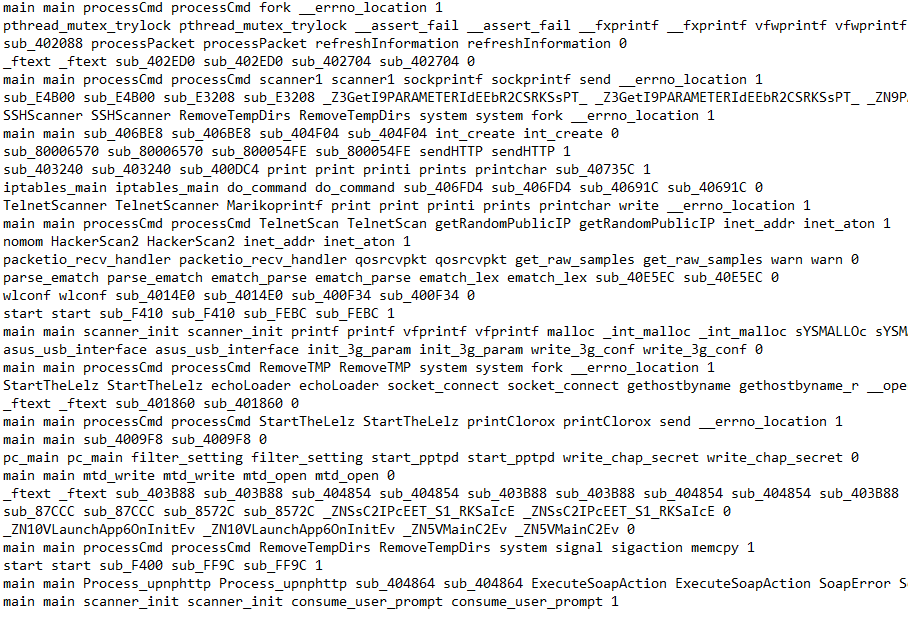 main main processCmd processCmd fork __errno_location 1
pthread_mutex_trylock pthread_mutex_trylock __assert_fail __assert_fail __fxprintf __fxprintf vfwprintf vfwprintf
sub_402088 processPacket processPacket refreshInformation refreshInformation 0
_ftext _ftext sub_402ED0 sub_402ED0 sub_402704 sub_402704 0
main main processCmd processCmd scanner1 scanner1 sockprintf sockprintf send __errno_location 1
sub_E4B00 sub_E4B00 sub_E3208 sub_E3208 _Z3GetI9PARAMETERIdEEbR2CSRKSsPT_ _Z3GetI9PARAMETERIdEEbR2CSRKSsPT_ _ZN9P
SSHScanner SSHScanner RemoveTempDirs RemoveTempDirs system system fork __errno_location 1
main main sub_406BE8 sub_406BE8 sub_404F04 sub_404F04 int_create int_create 0
sub_80006570 sub_80006570 sub_800054FE sub_800054FE sendHTTP sendHTTP 1
sub_403240 sub_403240 sub_400DC4 print print printi prints printchar sub_40735C 1
iptables_main iptables_main do_command do_command sub_406FD4 sub_406FD4 sub_40691C sub_40691C 0
TelnetScanner TelnetScanner Marikoprintf print print printi prints printchar write __errno_location 1
main main processCmd processCmd TelnetScan TelnetScan getRandomPublicIP getRandomPublicIP inet_addr inet_aton 1
nomom HackerScan2 HackerScan2 inet_addr inet_aton 1
packetio_recv_handler packetio_recv_handler qosrcvpkt qosrcvpkt get_raw_samples get_raw_samples warn warn 0
parse_ematch parse_ematch ematch_parse ematch_parse ematch_lex ematch_lex sub_40E5EC sub_40E5EC 0
wlconf wlconf sub_4014E0 sub_4014E0 sub_400F34 sub_400F34 0
start start sub_F410 sub_F410 sub_FEBC sub_FEBC 1
main main scanner_init scanner_init printf printf vfprintf vfprintf malloc _int_malloc _int_malloc sYSMALLOc sYSM
asus_usb_interface asus_usb_interface init_3g_param init_3g_param write_3g_conf write_3g_conf 0
main main processCmd processCmd RemoveTMP RemoveTMP system system fork __errno_location 1
StartTheLelz StartTheLelz echoLoader echoLoader socket_connect socket_connect gethostbyname gethostbyname_r __ope
_ftext _ftext sub_401860 sub_401860 0
main main processCmd processCmd StartTheLelz StartTheLelz printClorox printClorox send __errno_location 1
main main sub_4009F8 sub_4009F8 0
pc_main pc_main filter_setting filter_setting start_pptpd start_pptpd write_chap_secret write_chap_secret 0
main main mtd_write mtd_write mtd_open mtd_open 0
_ftext _ftext sub_403B88 sub_403B88 sub_404854 sub_404854 sub_403B88 sub_403B88 sub_404854 sub_404854 sub_403B88
sub_87CCC sub_87CCC sub_8572C sub_8572C _ZNSsC2IPcEET_S1_RKSaIcE _ZNSsC2IPcEET_S1_RKSaIcE 0
_ZN10VLaunchApp6OnInitEv _ZN10VLaunchApp6OnInitEv _ZN5VMainC2Ev _ZN5VMainC2Ev 0
main main processCmd processCmd RemoveTempDirs RemoveTempDirs system signal sigaction memcpy 1
start start sub_F400 sub_FF9C sub_FF9C 1
main main Process_upnphttp Process_upnphttp sub_404864 sub_404864 ExecuteSoapAction ExecuteSoapAction SoapError S
main main scanner_init scanner_init consume_user_prompt consume_user_prompt 1